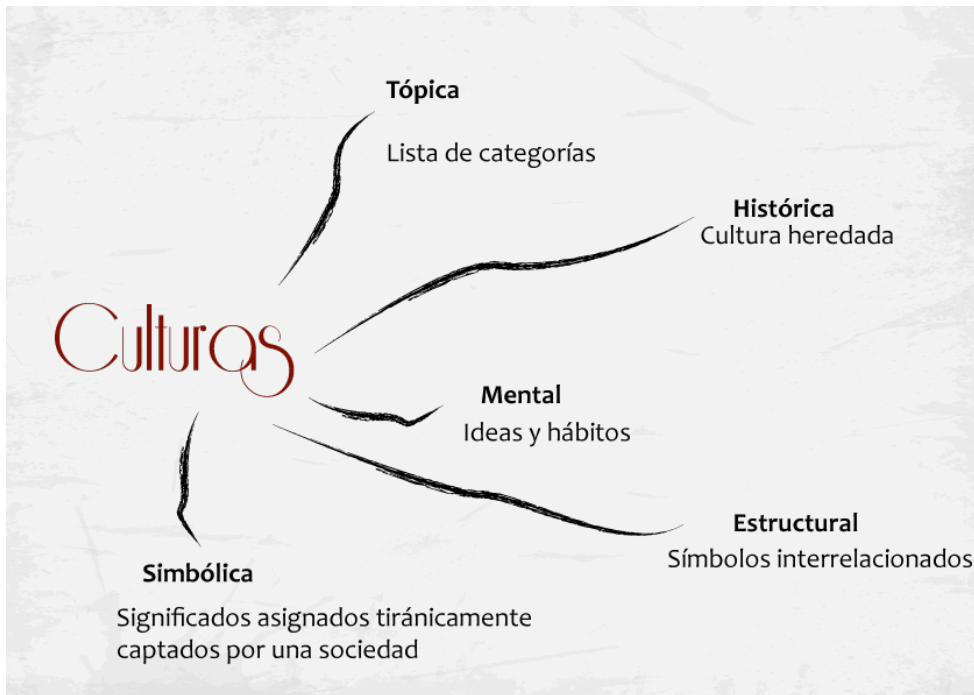 Tópica
Lista de categorías
Histórica
Cultura heredada
Culturas
Mental
Ideas y hábitos
Estructural
Símbolos interrelacionados
Simbólica
Significados asignados tiránicamente
captados por una sociedad